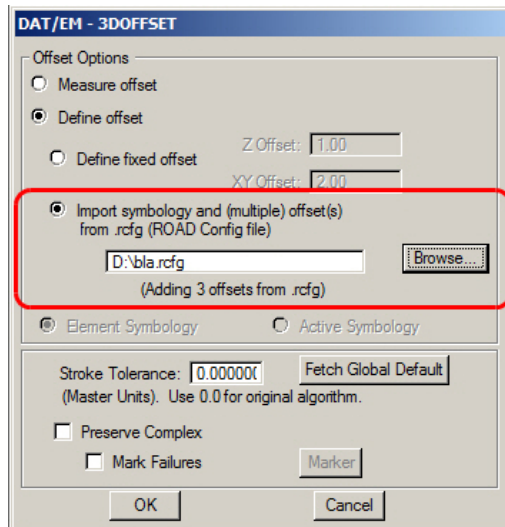 DAT/EM - 3DOFFSET
Offset Options
Measure offset
Define offset
Define fixed offset
Z Offset: 1.00
XY Offset: 2.00
Import symbology and (multiple) offset(s)
from .rcfg (ROAD Config file)
D:\bla.rcfg Browse...
(Adding 3 offsets from .rcfg)
Element Symbology Active Symbology
Stroke Tolerance: 0.000000 Fetch Global Default
(Master Units). Use 0.0 for original algorithm.
Preserve Complex
Mark Failures Marker
OK Cancel